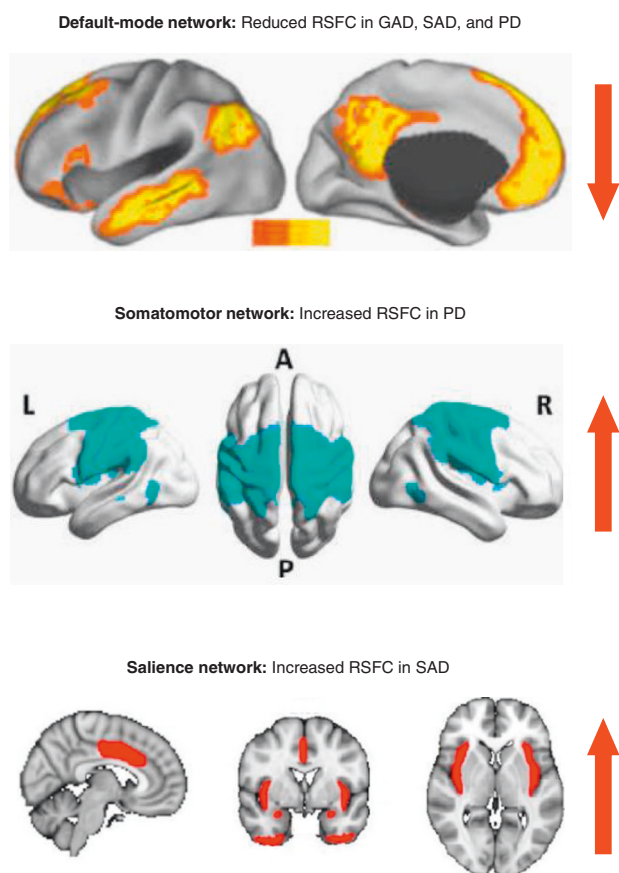 Default-mode network: Reduced RSFC in GAD, SAD, and PD
Somatomotor network: Increased RSFC in PD
A
L
R
P
Salience network: Increased RSFC in SAD